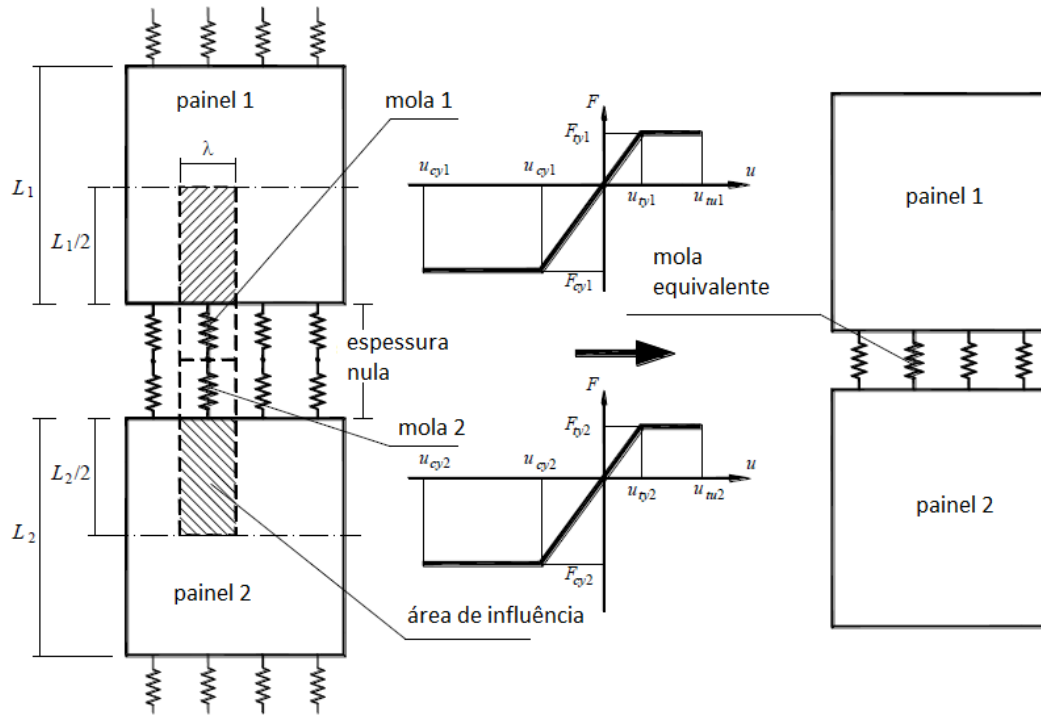 painel 1
mola 1
λ
L1
L1/2
espessura
nula
mola 2
L2/2
L2
painel 2
área de influência
F
Fty1
ucy1
ucy1
u
uty1
utu1
Fcy1
F
Fty2
ucy2
ucy2
u
uty2
utu2
Fcy2
mola
equivalente
painel 1
painel 2